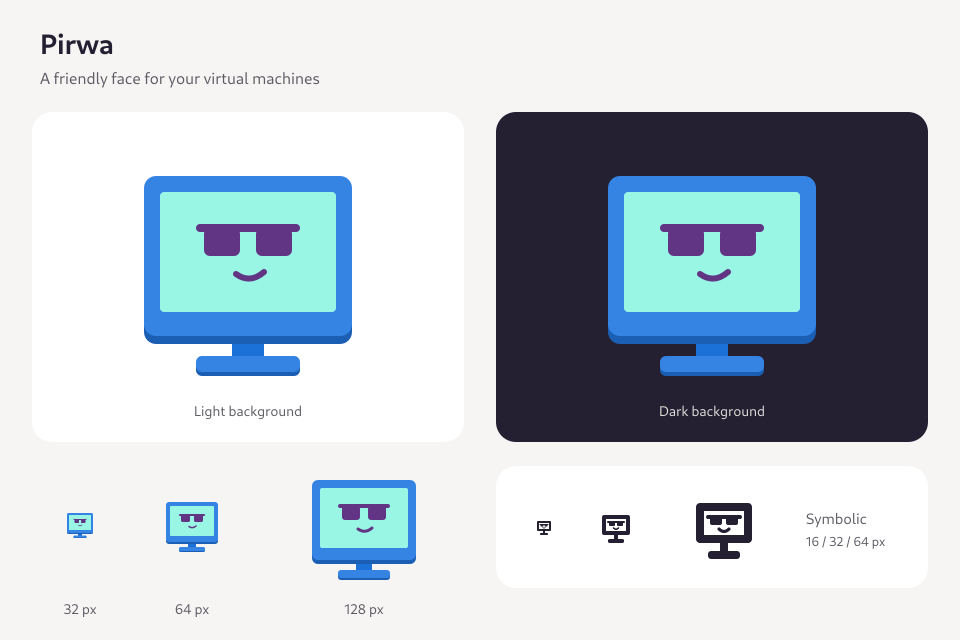 Pirwa
A friendly face for your virtual machines
Light background
Dark background
32 px
64 px
128 px
Symbolic
16 / 32 / 64 px